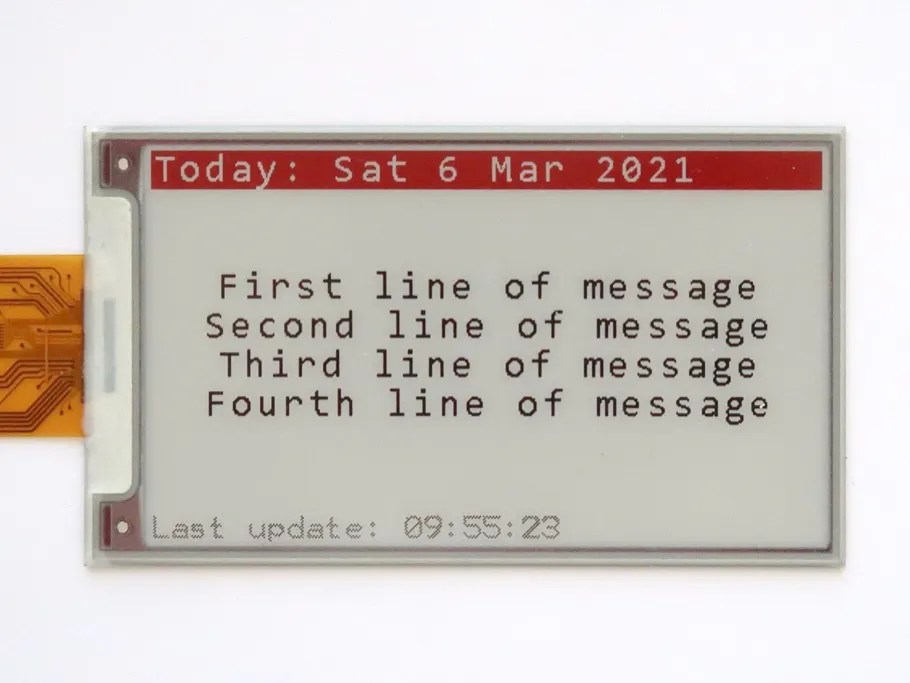 Today: Sat 6 Mar 2021
First line of message
Second line of message
Third line of message
Fourth line of message
Last update: 09:55:23